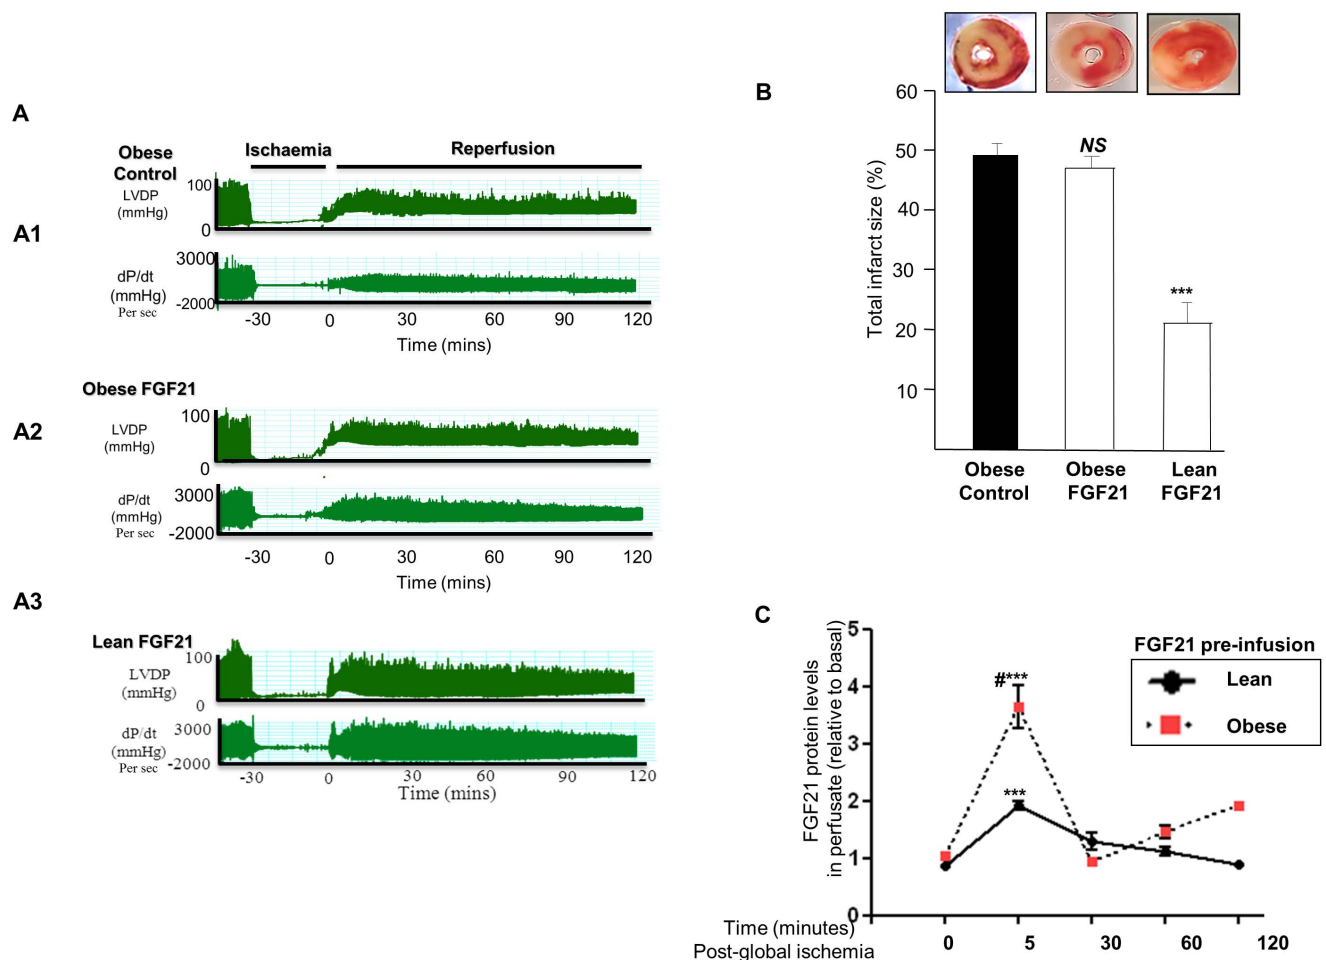 A
Obese
Control
Ischaemia
Reperfusion
LVDP
(mmHg)
100
0
A1
dP/dt
(mmHg)
Per sec
3000
-2000
-30 0 30 60 90 120
Time (mins)
Obese FGF21
A2
LVDP
(mmHg)
100
0
dP/dt
(mmHg)
Per sec
3000
-2000
-30 0 30 60 90 120
Time (mins)
A3
Lean FGF21
LVDP
(mmHg)
100
0
dP/dt
(mmHg)
Per sec
3000
-2000
-30 0 30 60 90 120
Time (mins)
B
Total infarct size (%)
60
50
40
30
20
10
NS
***
Obese
Control
Obese
FGF21
Lean
FGF21
C
FGF21 protein levels
in perfusate (relative to basal)
5
4
3
2
1
0
#***
***
FGF21 pre-infusion
Lean
Obese
Time (minutes)
Post-global ischemia
0 5 30 60 120